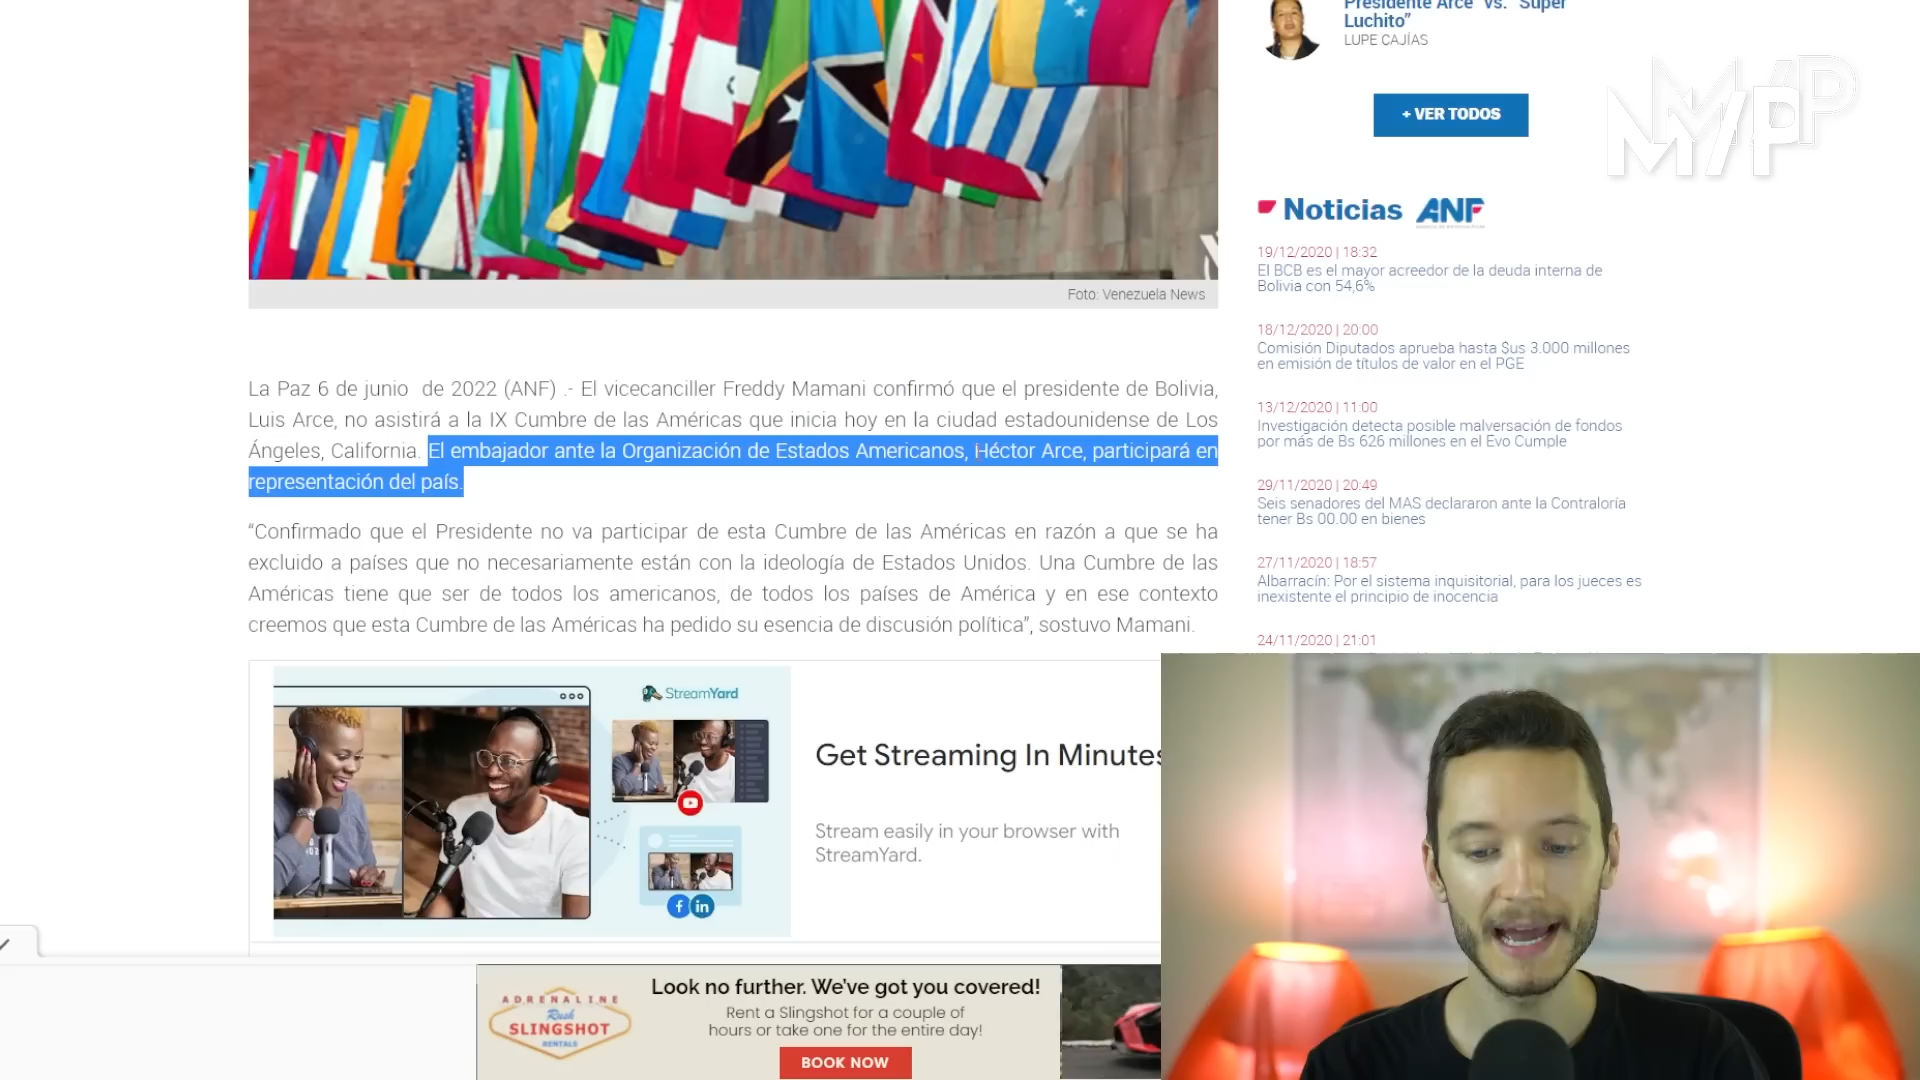 Presidente Arce" vs. "Súper
Luchito"
LUPE CAJÍAS
+ VER TODOS
Noticias ANF
19/12/2020 | 18:32
El BCB es el mayor acreedor de la deuda interna de
Bolivia con 54,6%
18/12/2020 | 20:00
Comisión Diputados aprueba hasta $us 3.000 millones
en emisión de títulos de valor en el PGE
13/12/2020 | 11:00
Investigación detecta posible malversación de fondos
por más de Bs 626 millones en el Evo Cumple
29/11/2020 | 20:49
Seis senadores del MAS declararon ante la Contraloría
tener Bs 00.00 en bienes
27/11/2020 | 18:57
Albarracín: Por el sistema inquisitorial, para los jueces es
inexistente el principio de inocencia
24/11/2020 | 21:01
Foto: Venezuela News
La Paz 6 de junio de 2022 (ANF) .- El vicecanciller Freddy Mamani confirmó que el presidente de Bolivia,
Luis Arce, no asistirá a la IX Cumbre de las Américas que inicia hoy en la ciudad estadounidense de Los
Ángeles, California. El embajador ante la Organización de Estados Americanos, Héctor Arce, participará en
representación del país.
“Confirmado que el Presidente no va participar de esta Cumbre de las Américas en razón a que se ha
excluido a países que no necesariamente están con la ideología de Estados Unidos. Una Cumbre de las
Américas tiene que ser de todos los americanos, de todos los países de América y en ese contexto
creemos que esta Cumbre de las Américas ha pedido su esencia de discusión política”, sostuvo Mamani.
StreamYard
Get Streaming In Minutes
Stream easily in your browser with
StreamYard.
ADRENALINE
Rush
SLINGSHOT
RENTALS
Look no further. We've got you covered!
Rent a Slingshot for a couple of
hours or take one for the entire day!
BOOK NOW